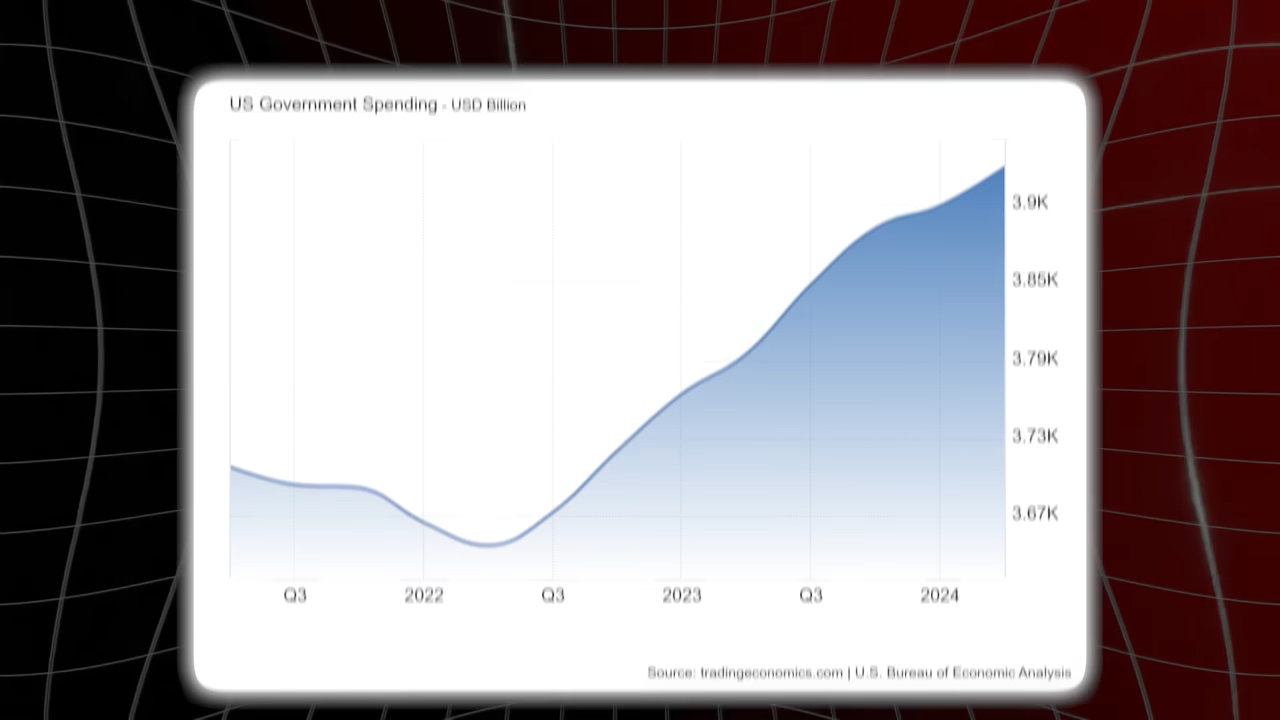 US Government Spending - USD Billion
3.9K
3.85K
3.79K
3.73K
3.67K
Q3 2022 Q3 2023 Q3 2024
Source: tradingeconomics.com | U.S. Bureau of Economic Analysis